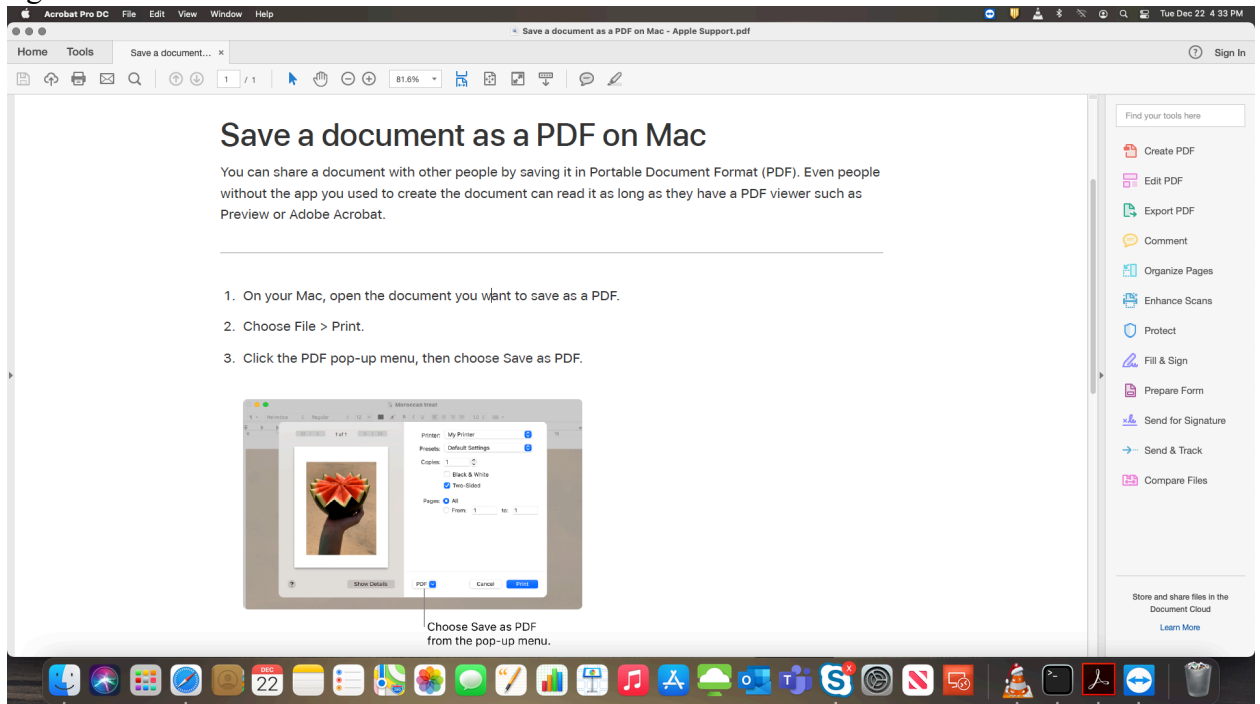 Acrobat Pro DC File Edit View Window Help Tue Dec 22 4 33 PM
Save a document as a PDF on Mac - Apple Support.pdf
Home Tools Save a document... × ? Sign In
1 / 1 81.6%
Save a document as a PDF on Mac
You can share a document with other people by saving it in Portable Document Format (PDF). Even people
without the app you used to create the document can read it as long as they have a PDF viewer such as
Preview or Adobe Acrobat.
1. On your Mac, open the document you want to save as a PDF.
2. Choose File > Print.
3. Click the PDF pop-up menu, then choose Save as PDF.
Moroccan treat
Helvetica Regular 12
1 of 1
Printer: My Printer
Presets: Default Settings
Copies: 1
Black & White
Two-Sided
Pages: All
From: 1 to: 1
? Show Details PDF Cancel Print
Choose Save as PDF
from the pop-up menu.
Find your tools here
Create PDF
Edit PDF
Export PDF
Comment
Organize Pages
Enhance Scans
Protect
Fill & Sign
Prepare Form
Send for Signature
Send & Track
Compare Files
Store and share files in the
Document Cloud
Learn More
DEC
22